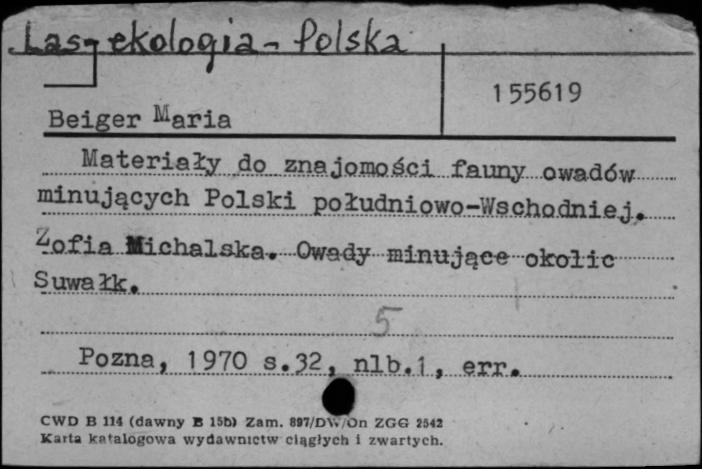 Las - ekologia - Polska
155619
Beiger Maria
Materiały do znajomości fauny owadów
minujących Polski południowo-Wschodniej.
Zofia Michalska. Owady minujące okolic
Suwałk.
5
Pozna, 1970 s.32, nlb.1, err.
CWD B 114 (dawny B 15b) Zam. 897/DW/On ZGG 2542
Karta katalogowa wydawnictw ciągłych i zwartych.